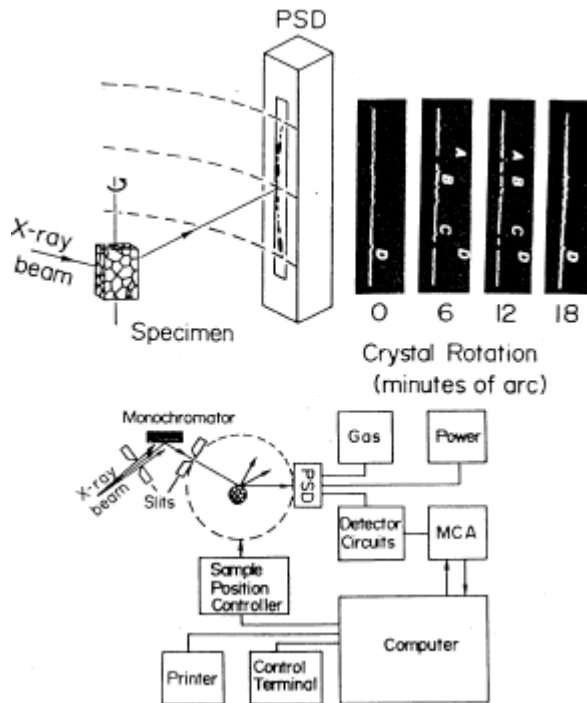 PSD
X-ray
beam
Specimen
A B C D
A B C D
D
D
0 6 12 18
Crystal Rotation
(minutes of arc)
Monochromator
X-ray
beam
Slits
PSD
Gas
Power
Detector
Circuits
MCA
Sample
Position
Controller
Computer
Printer
Control
Terminal